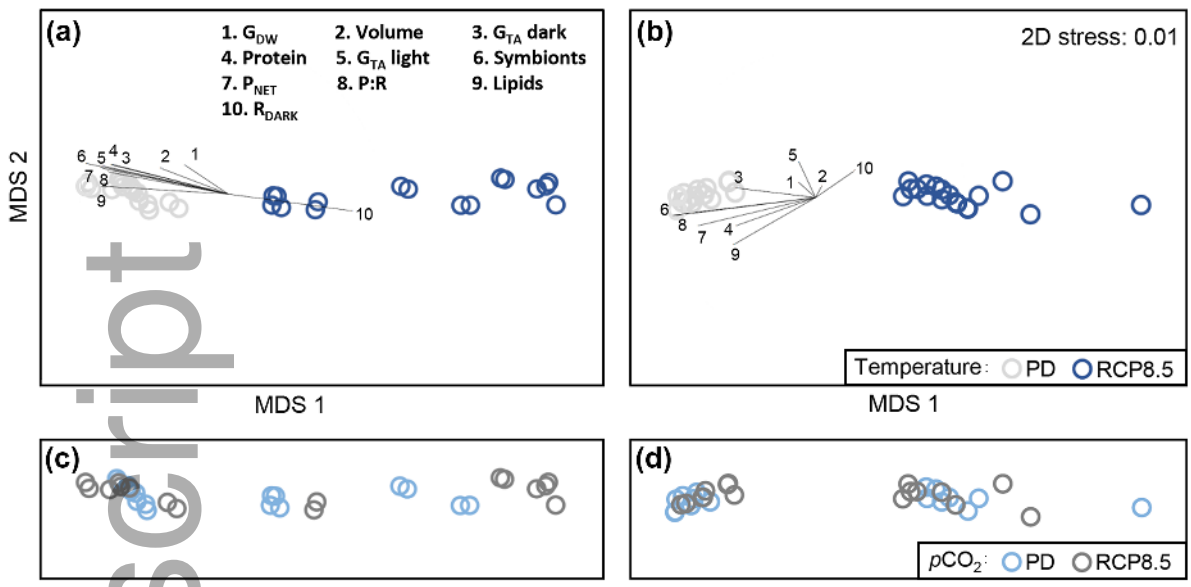 (a)
1. G_DW 2. Volume 3. G_TA dark
4. Protein 5. G_TA light 6. Symbionts
7. P_NET 8. P:R 9. Lipids
10. R_DARK
6 5 4 3 2 1
7 8
9
10
MDS 2
MDS 1
(b)
2D stress: 0.01
5
10
3 1 2
6
8 7 4
9
Temperature: PD RCP8.5
MDS 1
(c)
(d)
pCO₂: PD RCP8.5
script